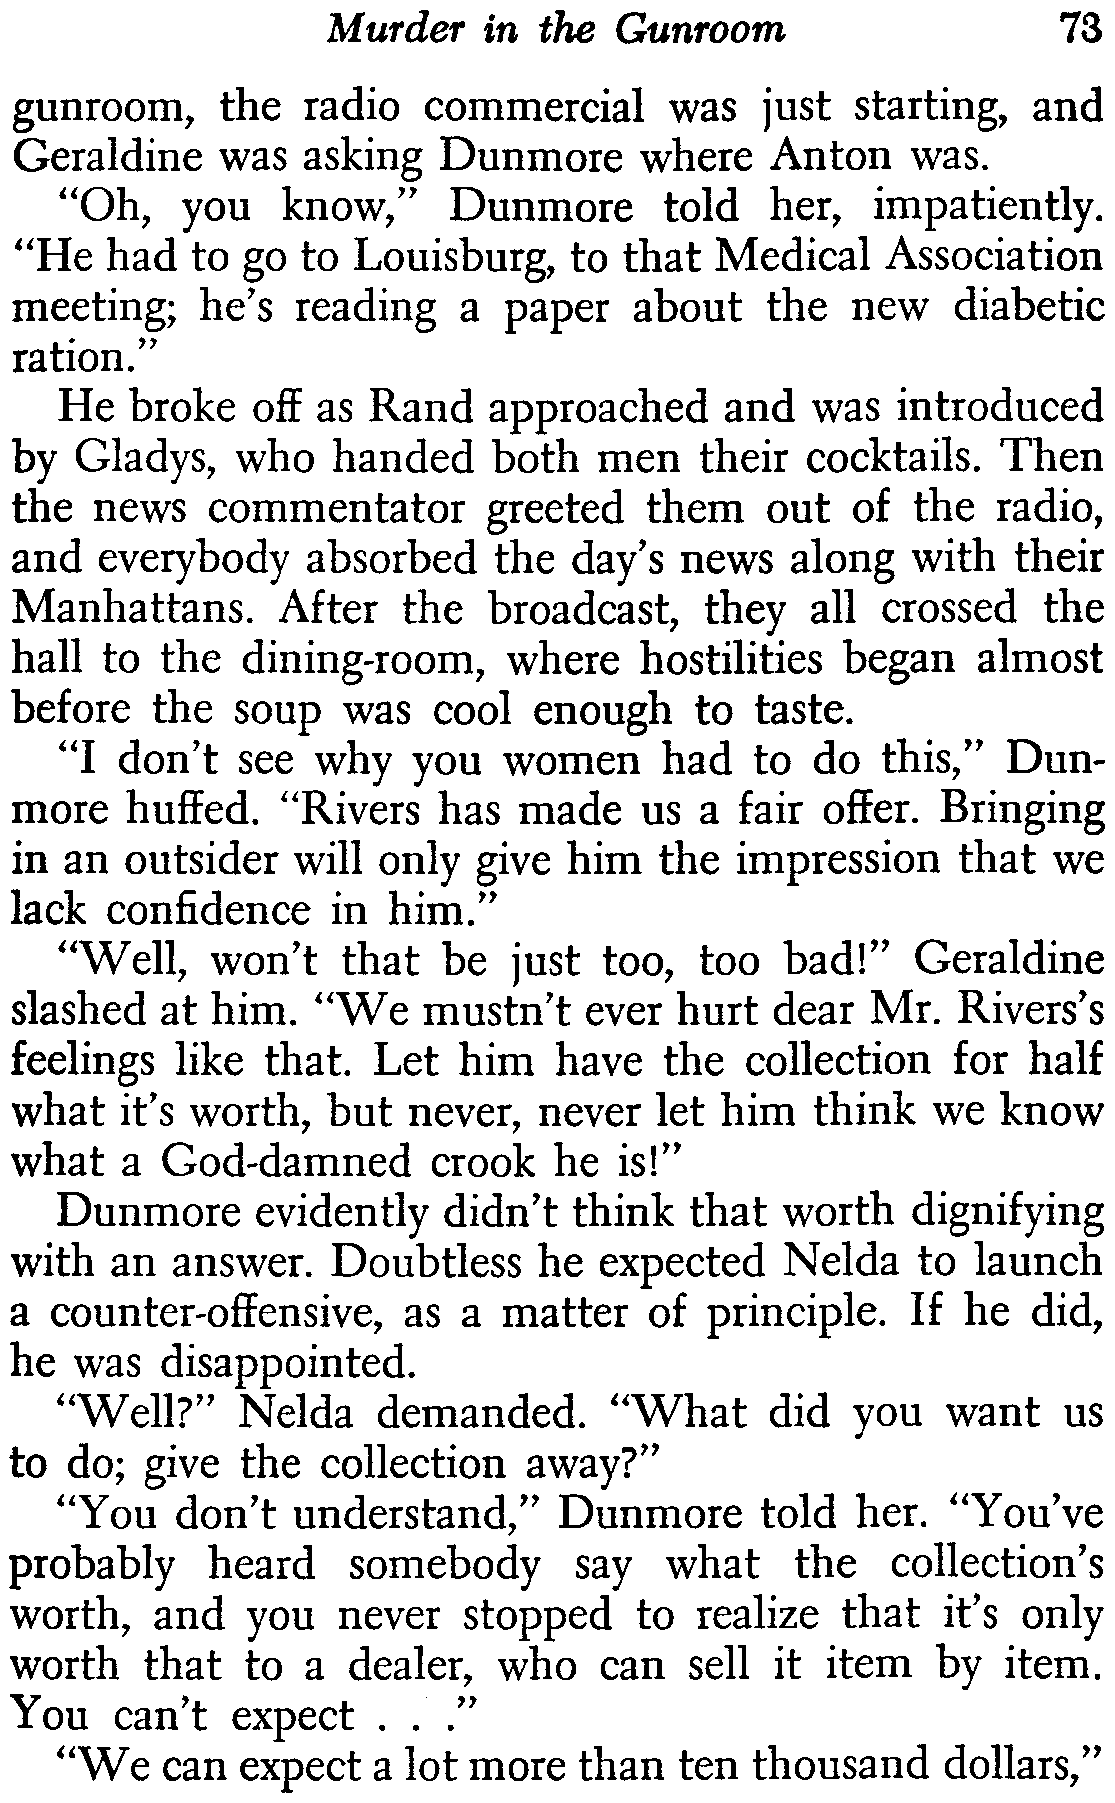 Murder in the Gunroom 73
gunroom, the radio commercial was just starting, and
Geraldine was asking Dunmore where Anton was.
“Oh, you know,” Dunmore told her, impatiently.
“He had to go to Louisburg, to that Medical Association
meeting; he’s reading a paper about the new diabetic
ration.”
He broke off as Rand approached and was introduced
by Gladys, who handed both men their cocktails. Then
the news commentator greeted them out of the radio,
and everybody absorbed the day’s news along with their
Manhattans. After the broadcast, they all crossed the
hall to the dining-room, where hostilities began almost
before the soup was cool enough to taste.
“I don’t see why you women had to do this,” Dun-
more huffed. “Rivers has made us a fair offer. Bringing
in an outsider will only give him the impression that we
lack confidence in him.”
“Well, won’t that be just too, too bad!” Geraldine
slashed at him. “We mustn’t ever hurt dear Mr. Rivers’s
feelings like that. Let him have the collection for half
what it’s worth, but never, never let him think we know
what a God-damned crook he is!”
Dunmore evidently didn’t think that worth dignifying
with an answer. Doubtless he expected Nelda to launch
a counter-offensive, as a matter of principle. If he did,
he was disappointed.
“Well?” Nelda demanded. “What did you want us
to do; give the collection away?”
“You don’t understand,” Dunmore told her. “You’ve
probably heard somebody say what the collection’s
worth, and you never stopped to realize that it’s only
worth that to a dealer, who can sell it item by item.
You can’t expect . . .”
“We can expect a lot more than ten thousand dollars,”